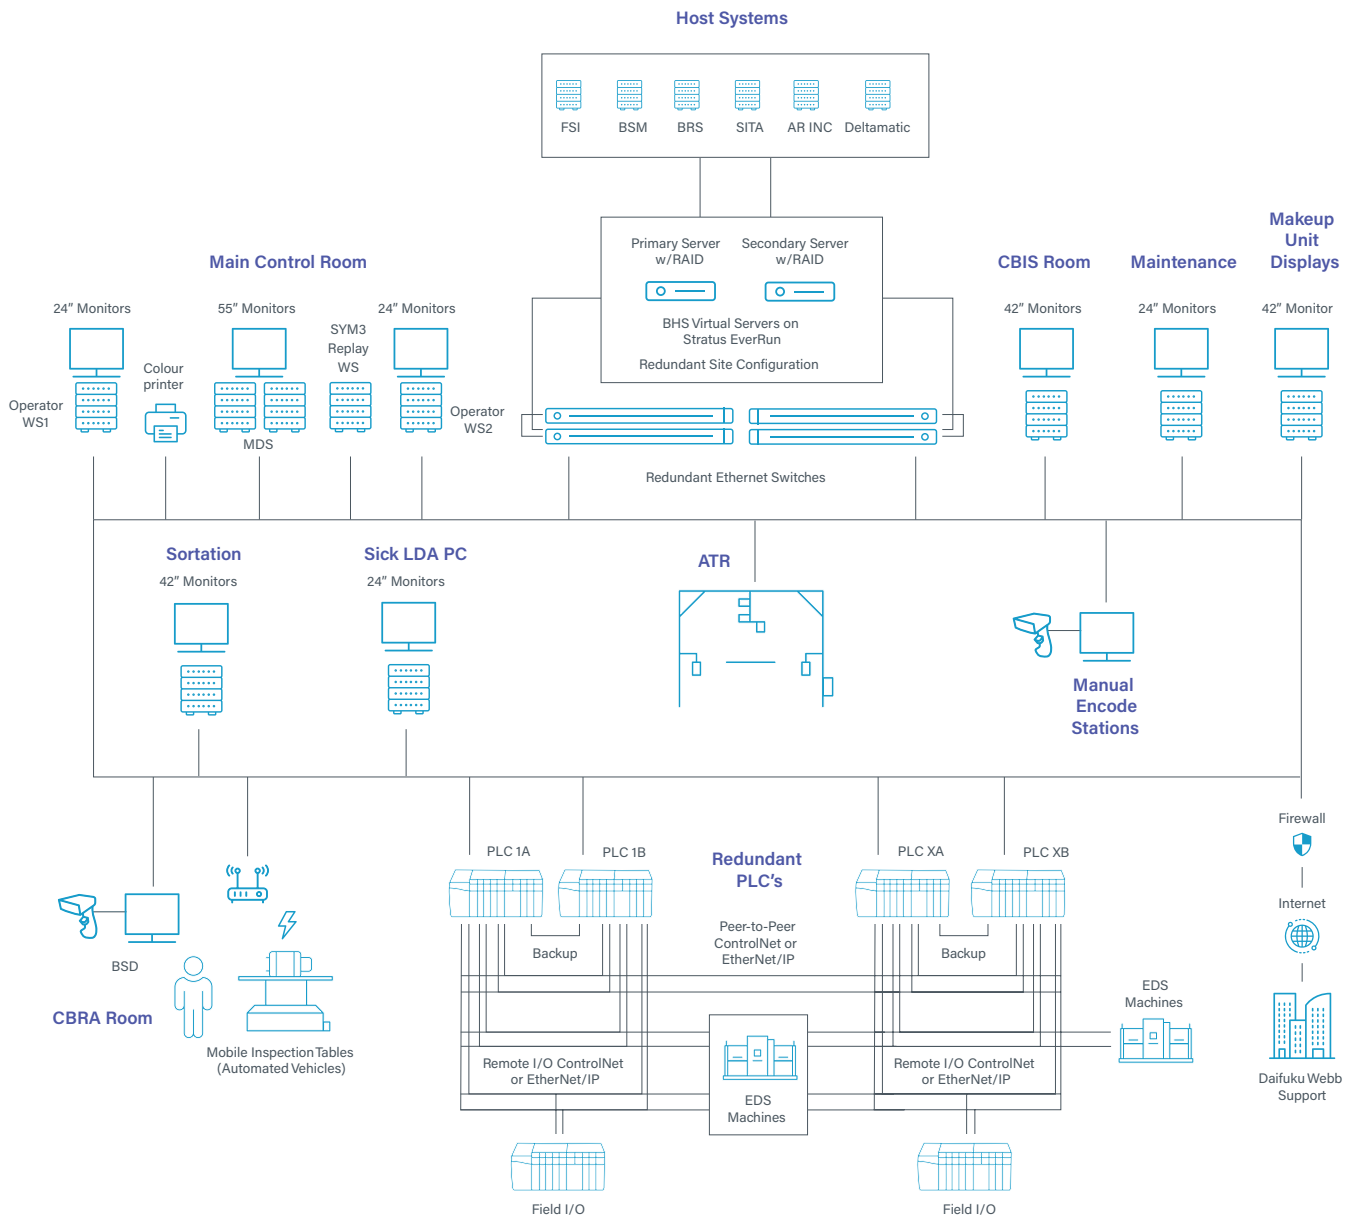 Host Systems
FSI
BSM
BRS
SITA
AR INC
Deltamatic
Primary Server
w/RAID
Secondary Server
w/RAID
BHS Virtual Servers on
Stratus EverRun
Redundant Site Configuration
Redundant Ethernet Switches
Main Control Room
24” Monitors
Operator
WS1
Colour
printer
55” Monitors
MDS
SYM3
Replay
WS
24” Monitors
Operator
WS2
CBIS Room
42” Monitors
Maintenance
24” Monitors
Makeup
Unit
Displays
42” Monitor
Sortation
42” Monitors
Sick LDA PC
24” Monitors
ATR
Manual
Encode
Stations
BSD
CBRA Room
Mobile Inspection Tables
(Automated Vehicles)
PLC 1A
PLC 1B
Backup
Redundant
PLC’s
Peer-to-Peer
ControlNet or
EtherNet/IP
PLC XA
PLC XB
Backup
Remote I/O ControlNet
or EtherNet/IP
EDS
Machines
Remote I/O ControlNet
or EtherNet/IP
EDS
Machines
Field I/O
Field I/O
Firewall
Internet
Daifuku Webb
Support